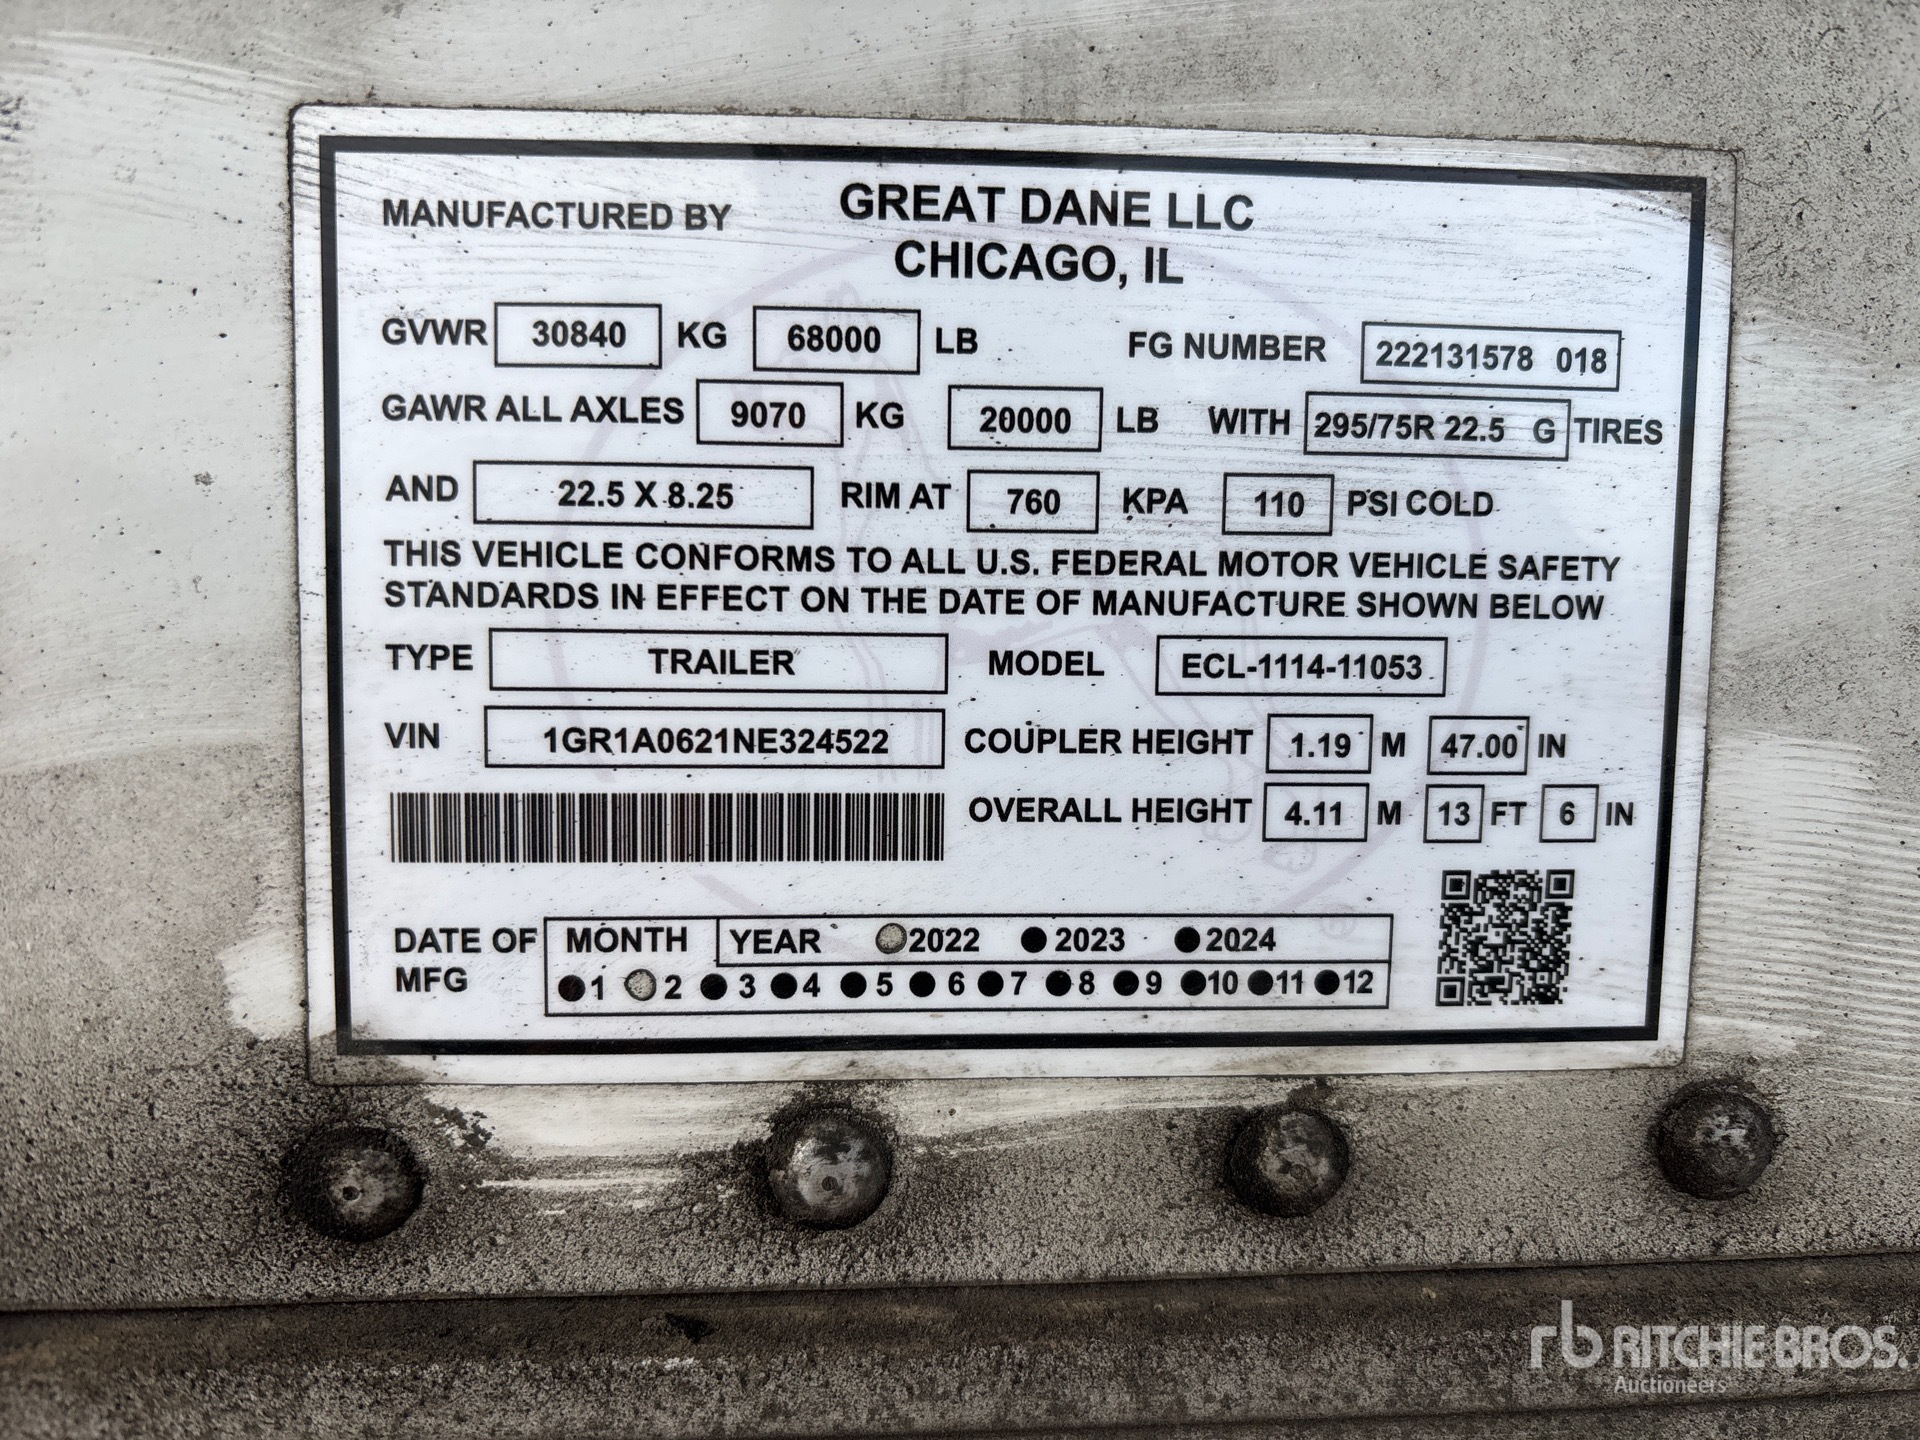 MANUFACTURED BY GREAT DANE LLC
CHICAGO, IL
GVWR 30840 KG 68000 LB FG NUMBER 222131578 018
GAWR ALL AXLES 9070 KG 20000 LB WITH 295/75R 22.5 G TIRES
AND 22.5 X 8.25 RIM AT 760 KPA 110 PSI COLD
THIS VEHICLE CONFORMS TO ALL U.S. FEDERAL MOTOR VEHICLE SAFETY
STANDARDS IN EFFECT ON THE DATE OF MANUFACTURE SHOWN BELOW
TYPE TRAILER MODEL ECL-1114-11053
VIN 1GR1A0621NE324522 COUPLER HEIGHT 1.19 M 47.00 IN
OVERALL HEIGHT 4.11 M 13 FT 6 IN
DATE OF MFG MONTH YEAR 2022 2023 2024
1 2 3 4 5 6 7 8 9 10 11 12
rb RITCHIE BROS.
Auctioneers